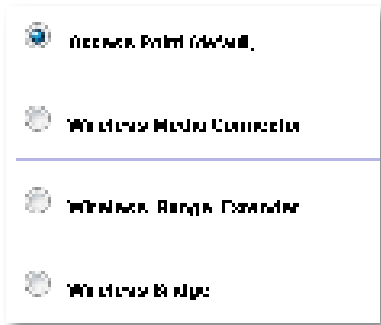 Access Point (default)
Wireless Media Connector
Wireless Range Extender
Wireless Bridge